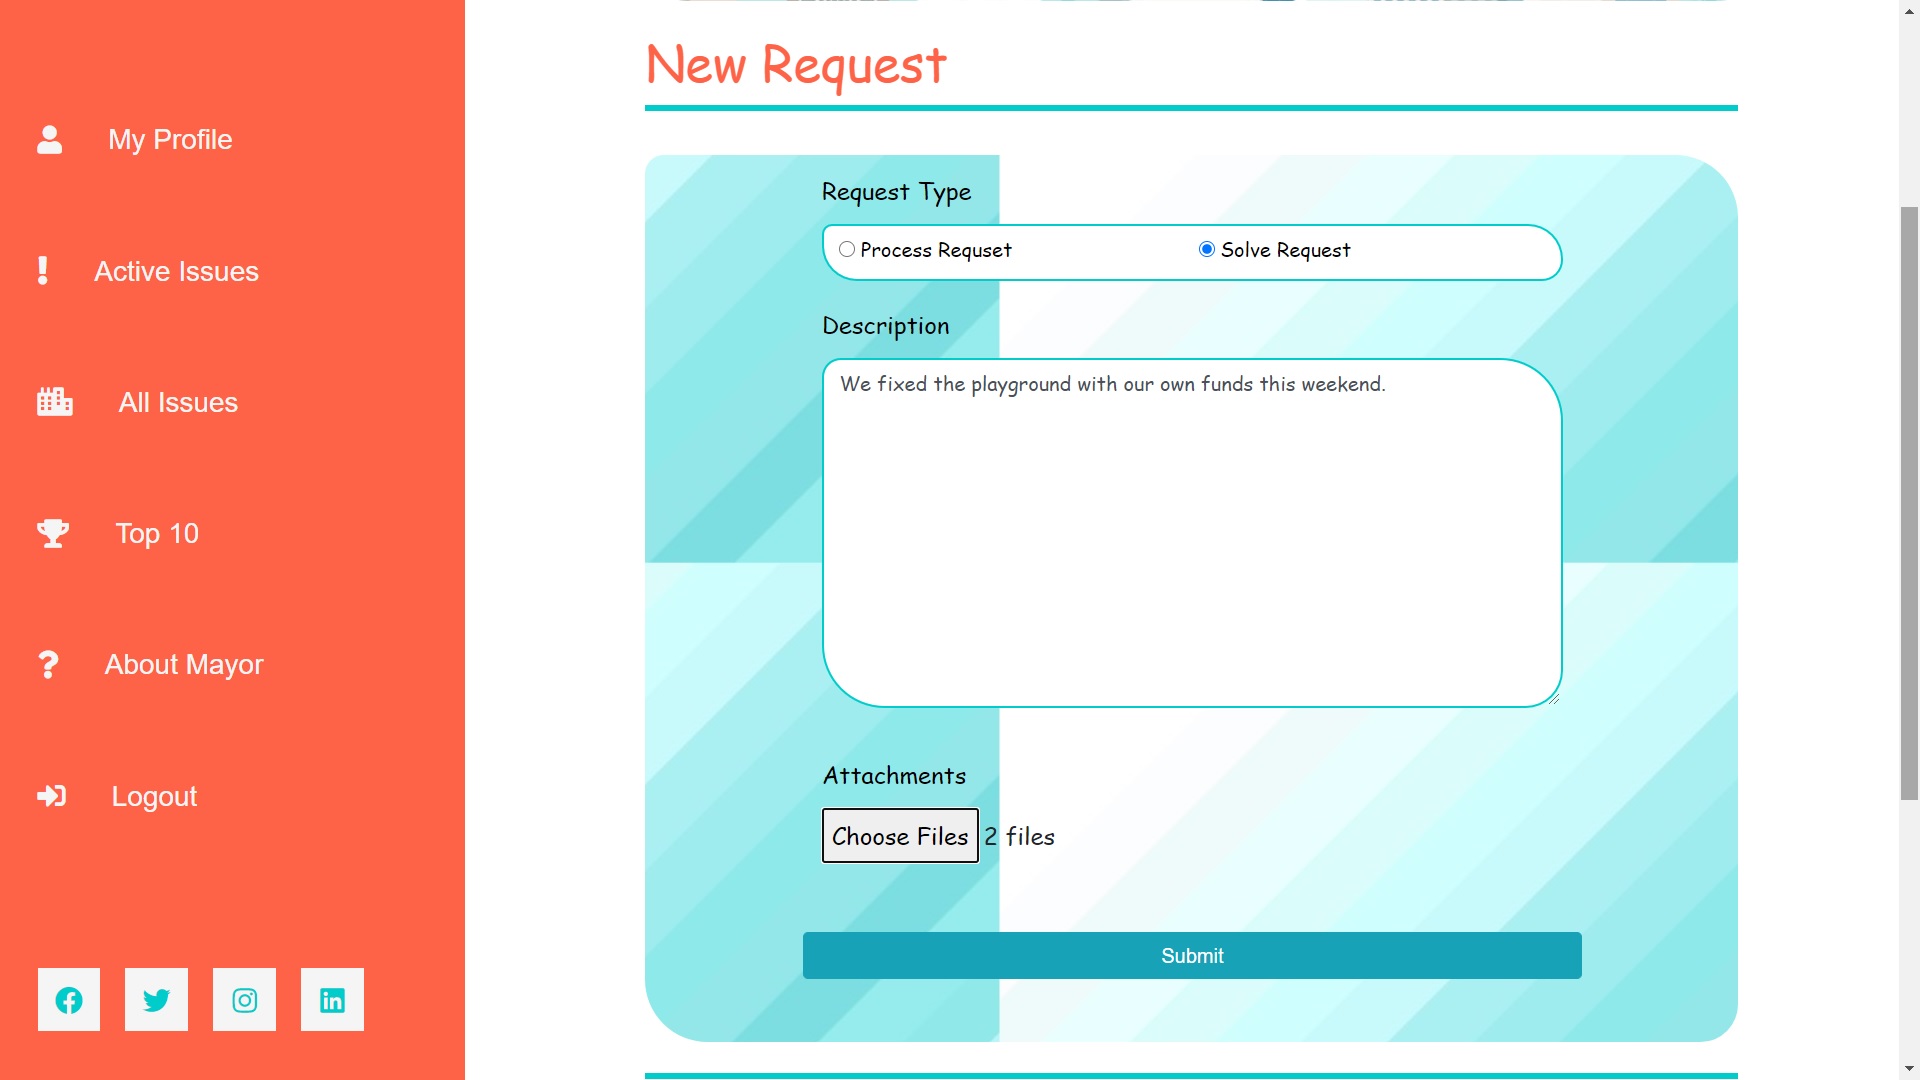 My Profile
Active Issues
All Issues
Top 10
About Mayor
Logout
New Request
Request Type
Process Requset
Solve Request
Description
We fixed the playground with our own funds this weekend.
Attachments
Choose Files 2 files
Submit